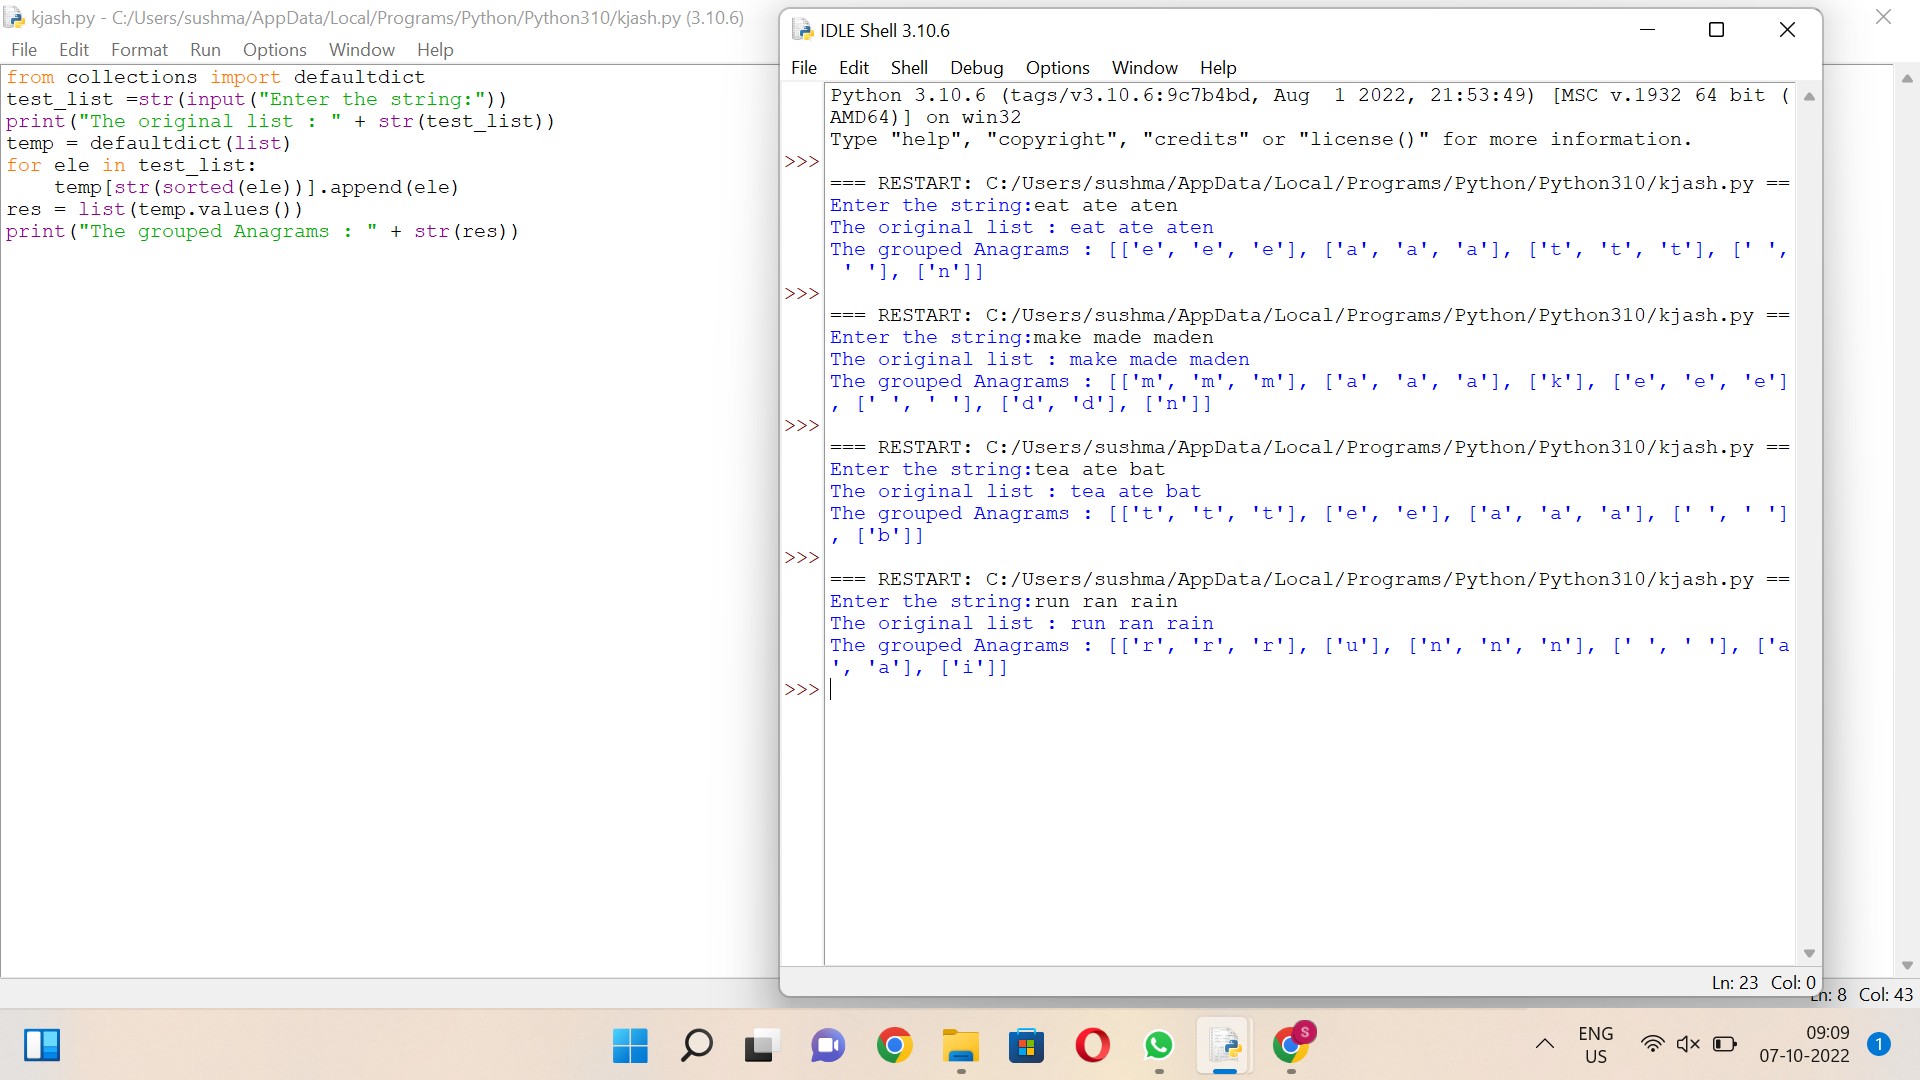 kjash.py - C:/Users/sushma/AppData/Local/Programs/Python/Python310/kjash.py (3.10.6)
File Edit Format Run Options Window Help
from collections import defaultdict
test_list =str(input("Enter the string:"))
print("The original list : " + str(test_list))
temp = defaultdict(list)
for ele in test_list:
    temp[str(sorted(ele))].append(ele)
res = list(temp.values())
print("The grouped Anagrams : " + str(res))
IDLE Shell 3.10.6
File Edit Shell Debug Options Window Help
Python 3.10.6 (tags/v3.10.6:9c7b4bd, Aug  1 2022, 21:53:49) [MSC v.1932 64 bit (
AMD64)] on win32
Type "help", "copyright", "credits" or "license()" for more information.
>>>
=== RESTART: C:/Users/sushma/AppData/Local/Programs/Python/Python310/kjash.py ==
Enter the string:eat ate aten
The original list : eat ate aten
The grouped Anagrams : [['e', 'e', 'e'], ['a', 'a', 'a'], ['t', 't', 't'], [' ',
 ' '], ['n']]
>>>
=== RESTART: C:/Users/sushma/AppData/Local/Programs/Python/Python310/kjash.py ==
Enter the string:make made maden
The original list : make made maden
The grouped Anagrams : [['m', 'm', 'm'], ['a', 'a', 'a'], ['k'], ['e', 'e', 'e']
, [' ', ' '], ['d', 'd'], ['n']]
>>>
=== RESTART: C:/Users/sushma/AppData/Local/Programs/Python/Python310/kjash.py ==
Enter the string:tea ate bat
The original list : tea ate bat
The grouped Anagrams : [['t', 't', 't'], ['e', 'e'], ['a', 'a', 'a'], [' ', ' ']
, ['b']]
>>>
=== RESTART: C:/Users/sushma/AppData/Local/Programs/Python/Python310/kjash.py ==
Enter the string:run ran rain
The original list : run ran rain
The grouped Anagrams : [['r', 'r', 'r'], ['u'], ['n', 'n', 'n'], [' ', ' '], ['a
', 'a'], ['i']]
>>>
Ln: 23 Col: 0
Ln: 8 Col: 43
S
ENG
US
09:09
07-10-2022
1